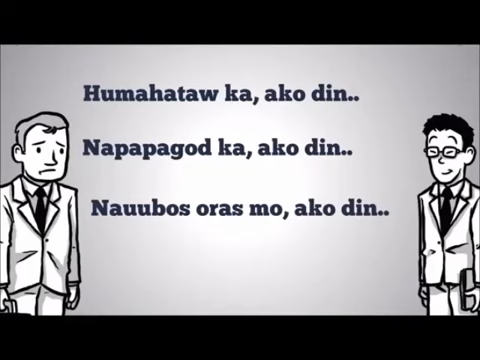 Humahataw ka, ako din..
Napapagod ka, ako din..
Nauubos oras mo, ako din..